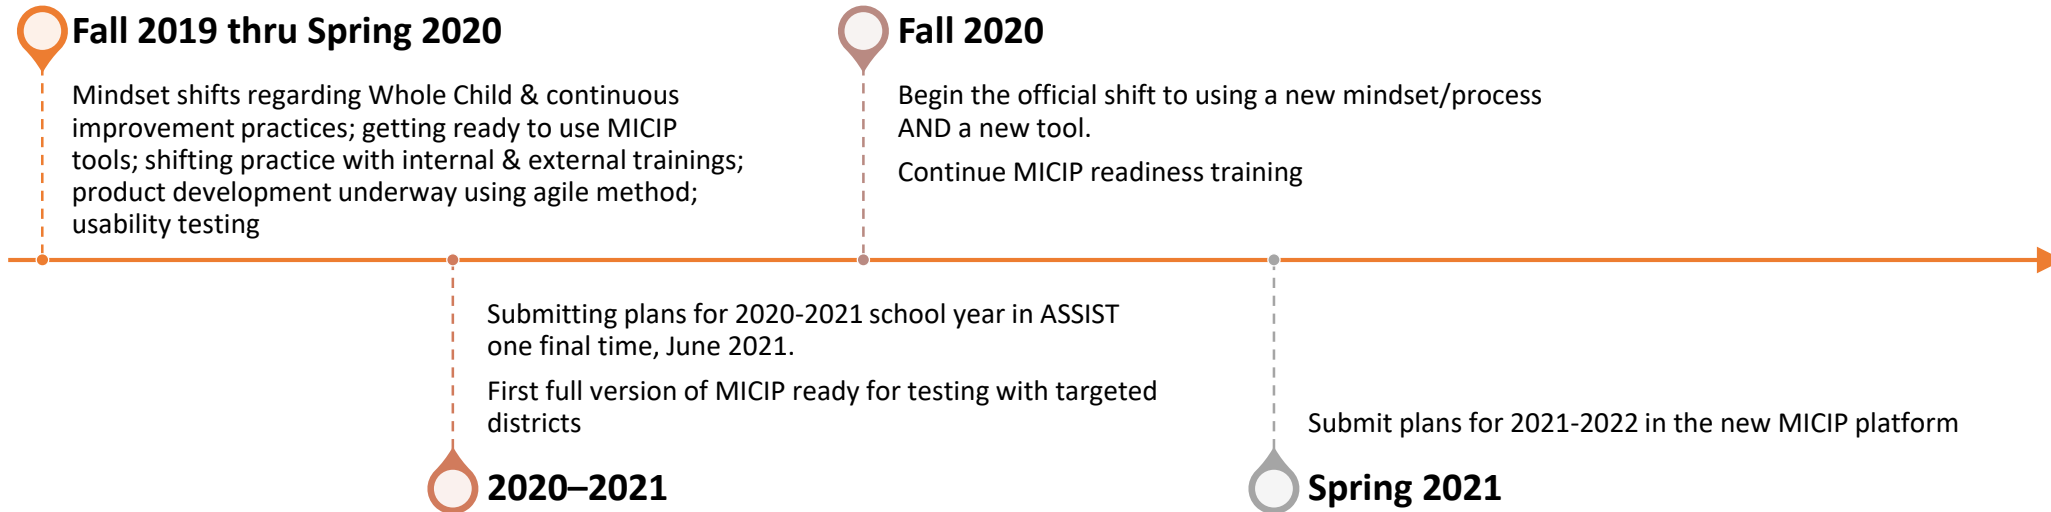 Fall 2019 thru Spring 2020
Mindset shifts regarding Whole Child & continuous
improvement practices; getting ready to use MICIP
tools; shifting practice with internal & external trainings;
product development underway using agile method;
usability testing
Submitting plans for 2020-2021 school year in ASSIST
one final time, June 2021.
First full version of MICIP ready for testing with targeted
districts
2020–2021
Fall 2020
Begin the official shift to using a new mindset/process
AND a new tool.
Continue MICIP readiness training
Submit plans for 2021-2022 in the new MICIP platform
Spring 2021